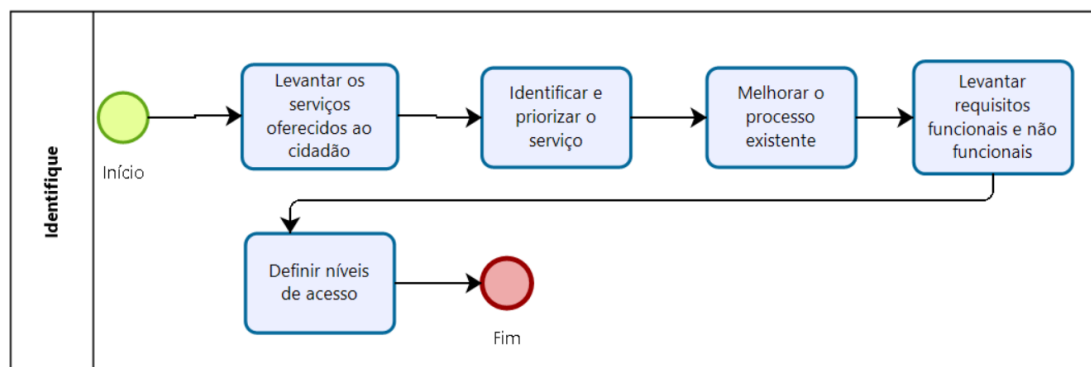 Identifique
Início
Levantar os
serviços
oferecidos ao
cidadão
Identificar e
priorizar o
serviço
Melhorar o
processo
existente
Levantar
requisitos
funcionais e não
funcionais
Definir níveis
de acesso
Fim